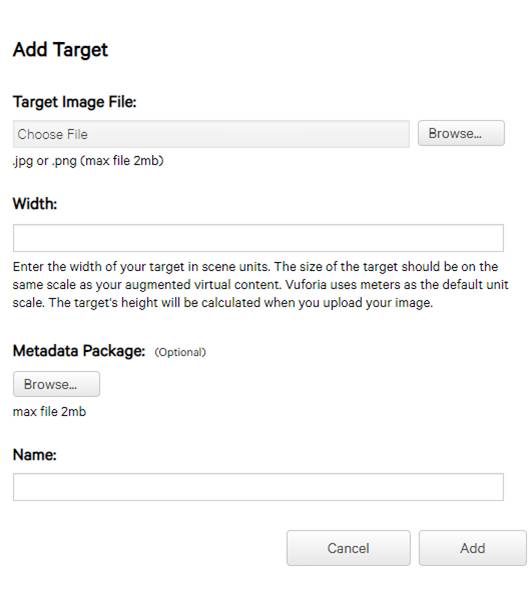 Add Target
Target Image File:
Choose File
Browse...
.jpg or .png (max file 2mb)
Width:
Enter the width of your target in scene units. The size of the target should be on the
same scale as your augmented virtual content. Vuforia uses meters as the default unit
scale. The target's height will be calculated when you upload your image.
Metadata Package: (Optional)
Browse...
max file 2mb
Name:
Cancel
Add